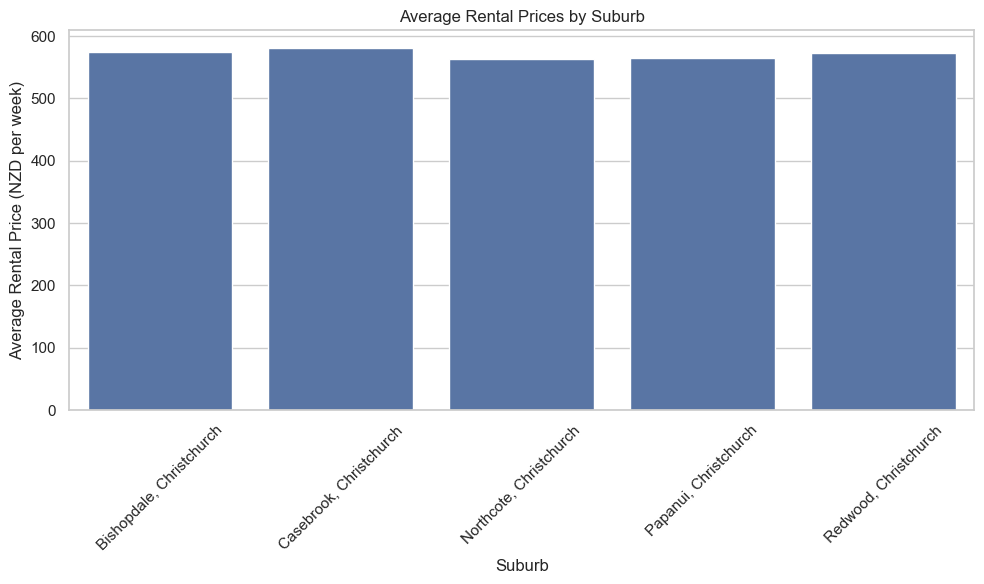 Average Rental Prices by Suburb
Average Rental Price (NZD per week)
600
500
400
300
200
100
0
Bishopdale, Christchurch
Casebrook, Christchurch
Northcote, Christchurch
Papanui, Christchurch
Redwood, Christchurch
Suburb